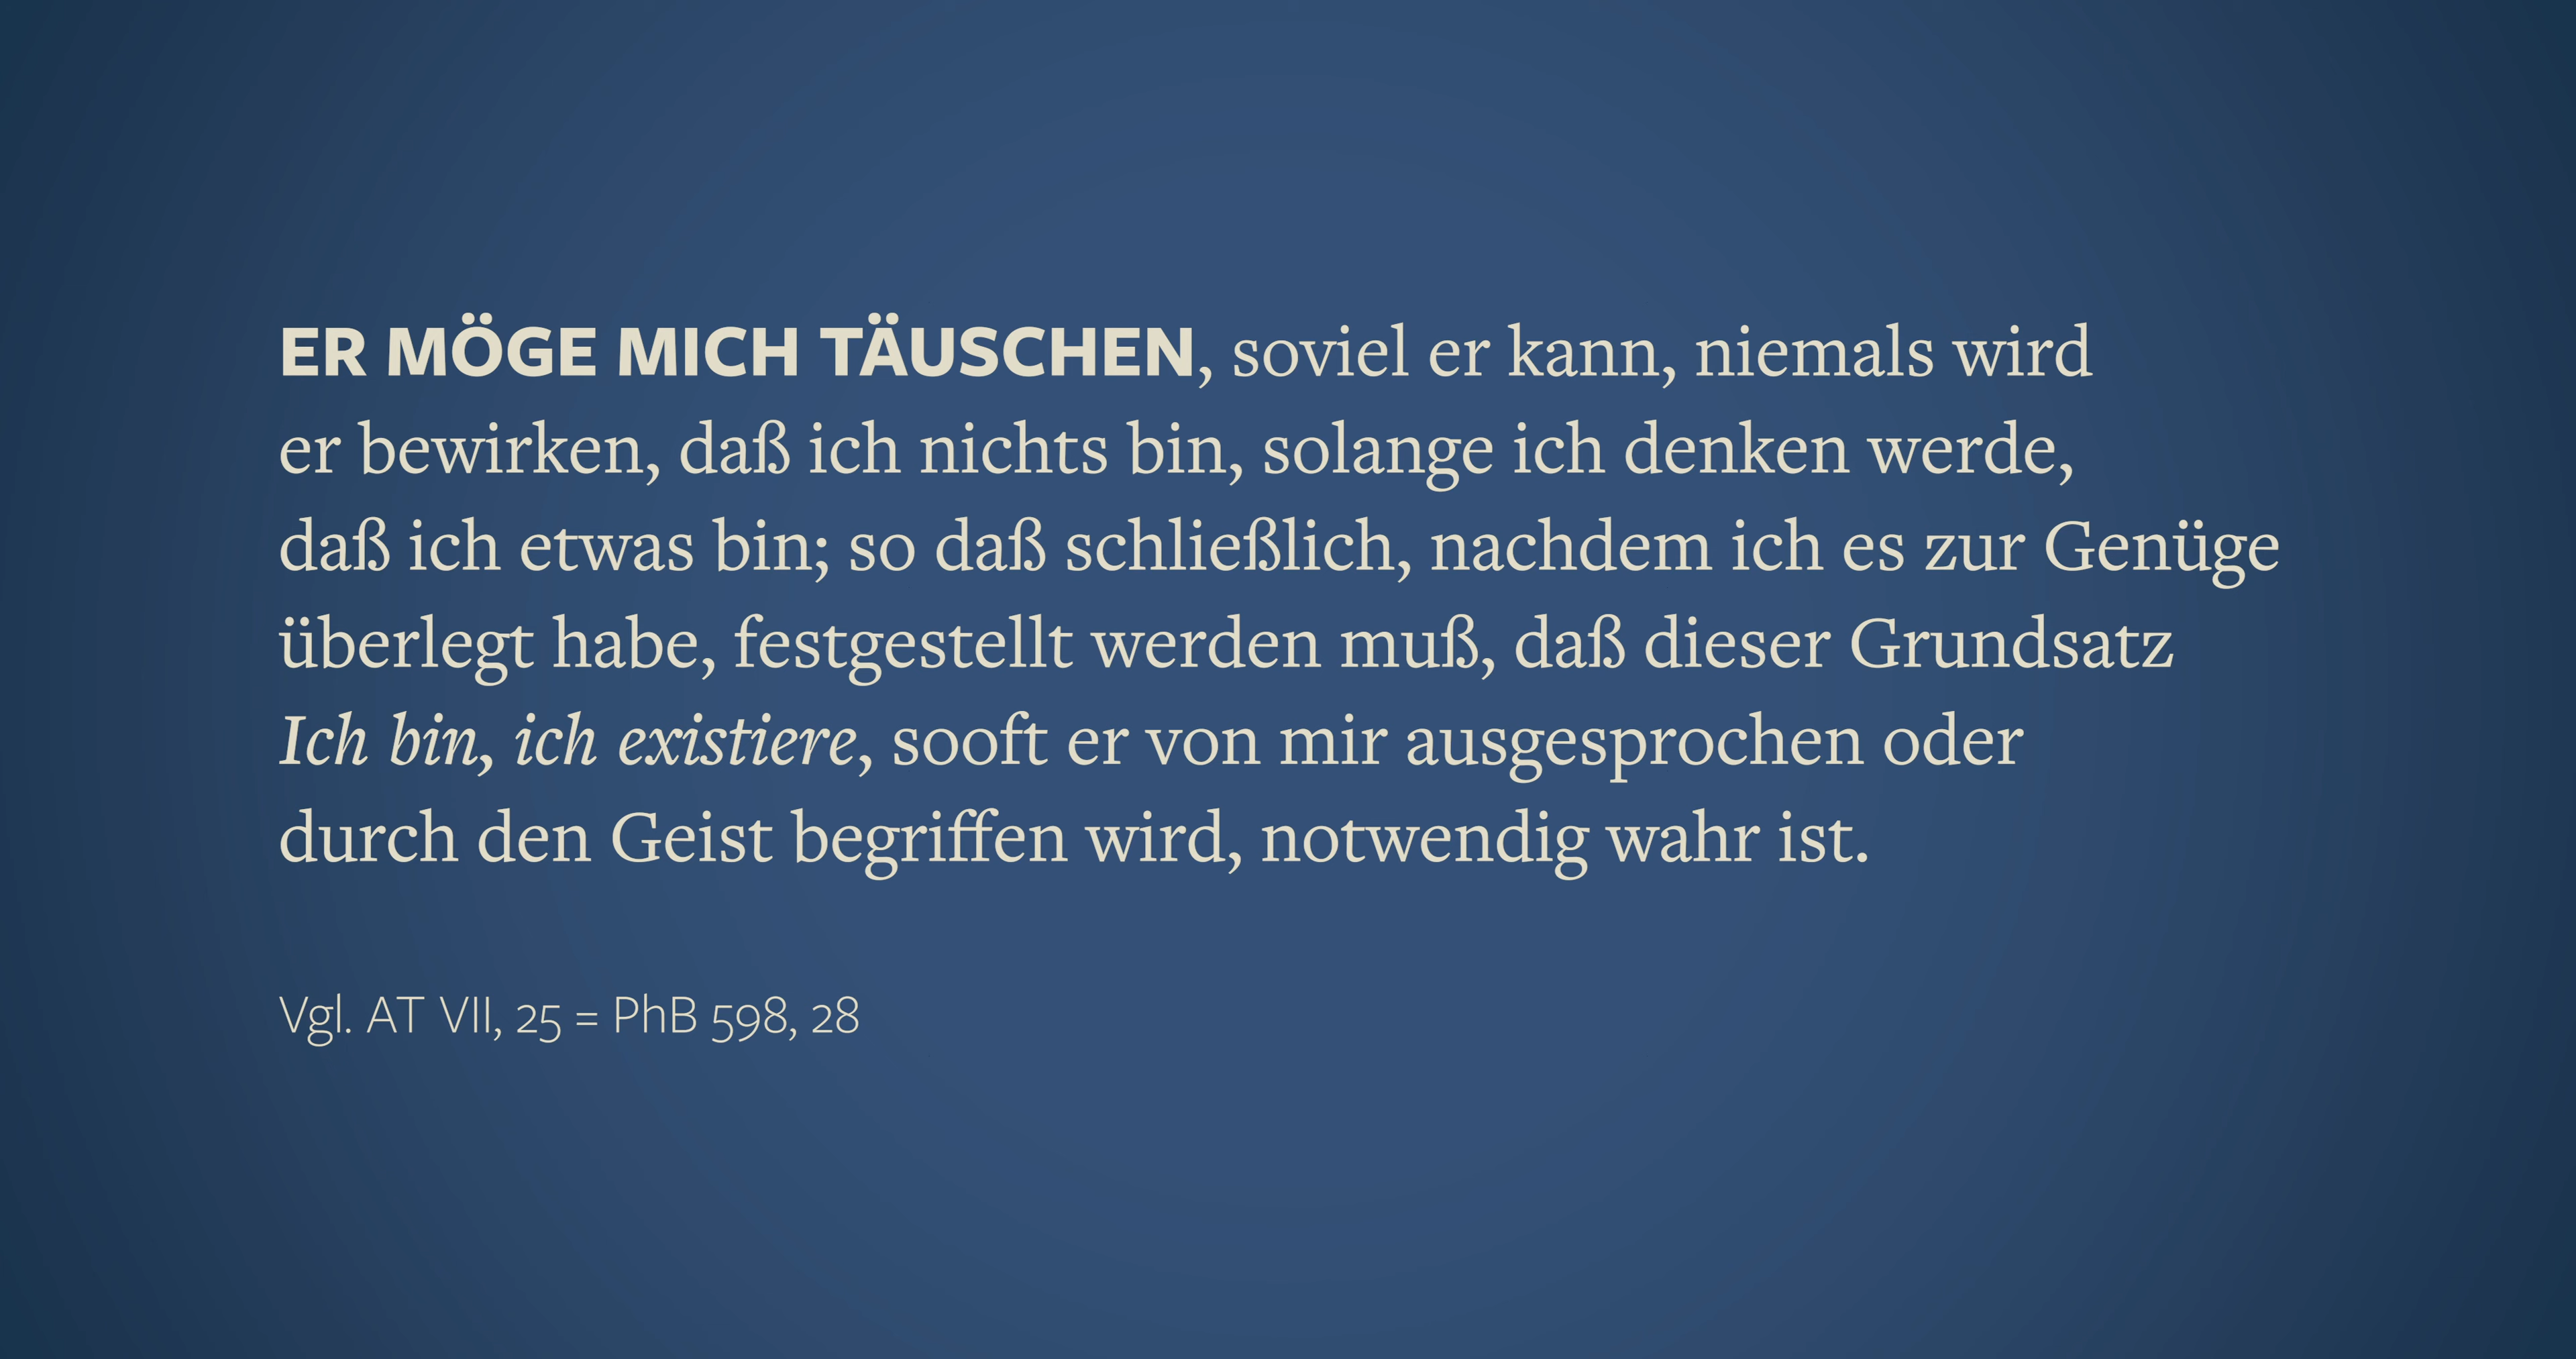 ER MÖGE MICH TÄUSCHEN, soviel er kann, niemals wird
er bewirken, daß ich nichts bin, solange ich denken werde,
daß ich etwas bin; so daß schließlich, nachdem ich es zur Genüge
überlegt habe, festgestellt werden muß, daß dieser Grundsatz
Ich bin, ich existiere, sooft er von mir ausgesprochen oder
durch den Geist begriffen wird, notwendig wahr ist.
Vgl. AT VII, 25 = PhB 598, 28